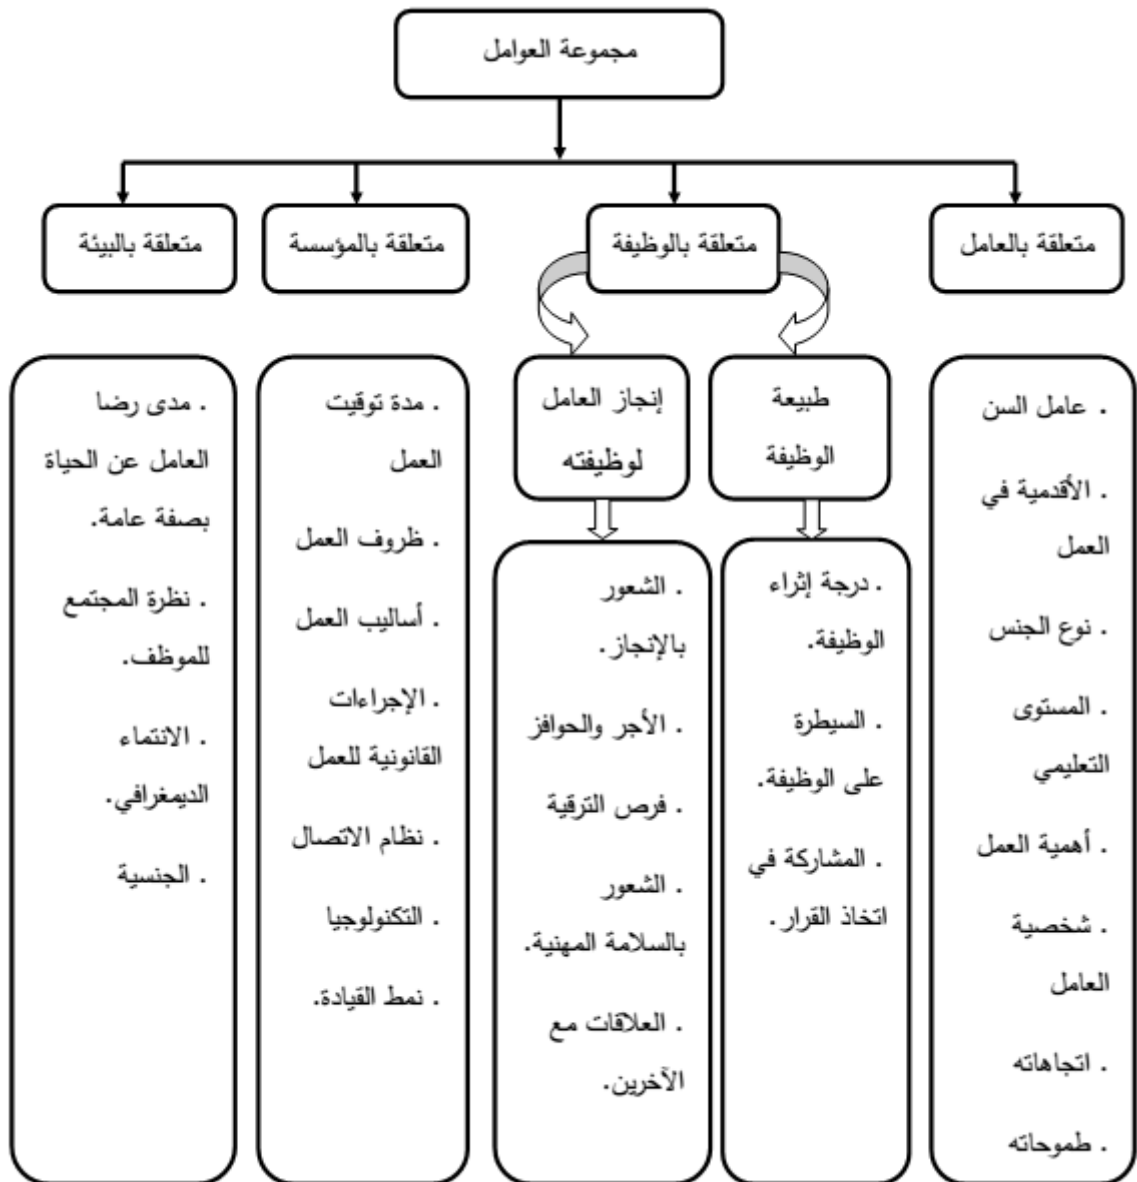 مجموعة العوامل
متعلقة بالعامل
متعلقة بالوظيفة
متعلقة بالمؤسسة
متعلقة بالبيئة
. عامل السن
. الأقدمية في
العمل
. نوع الجنس
. المستوى
التعليمي
. أهمية العمل
. شخصية
العامل
. اتجاهاته
. طموحاته
طبيعة
الوظيفة
. درجة إثراء
الوظيفة.
. السيطرة
على الوظيفة.
. المشاركة في
اتخاذ القرار.
إنجاز العامل
لوظيفته
. الشعور
بالإنجاز.
. الأجر والحوافز
. فرص الترقية
. الشعور
بالسلامة المهنية.
. العلاقات مع
الآخرين.
. مدة توقيت
العمل
. ظروف العمل
. أساليب العمل
. الإجراءات
القانونية للعمل
. نظام الاتصال
. التكنولوجيا
. نمط القيادة.
. مدى رضا
العامل عن الحياة
بصفة عامة.
. نظرة المجتمع
للموظف.
. الانتماء
الديمغرافي.
. الجنسية